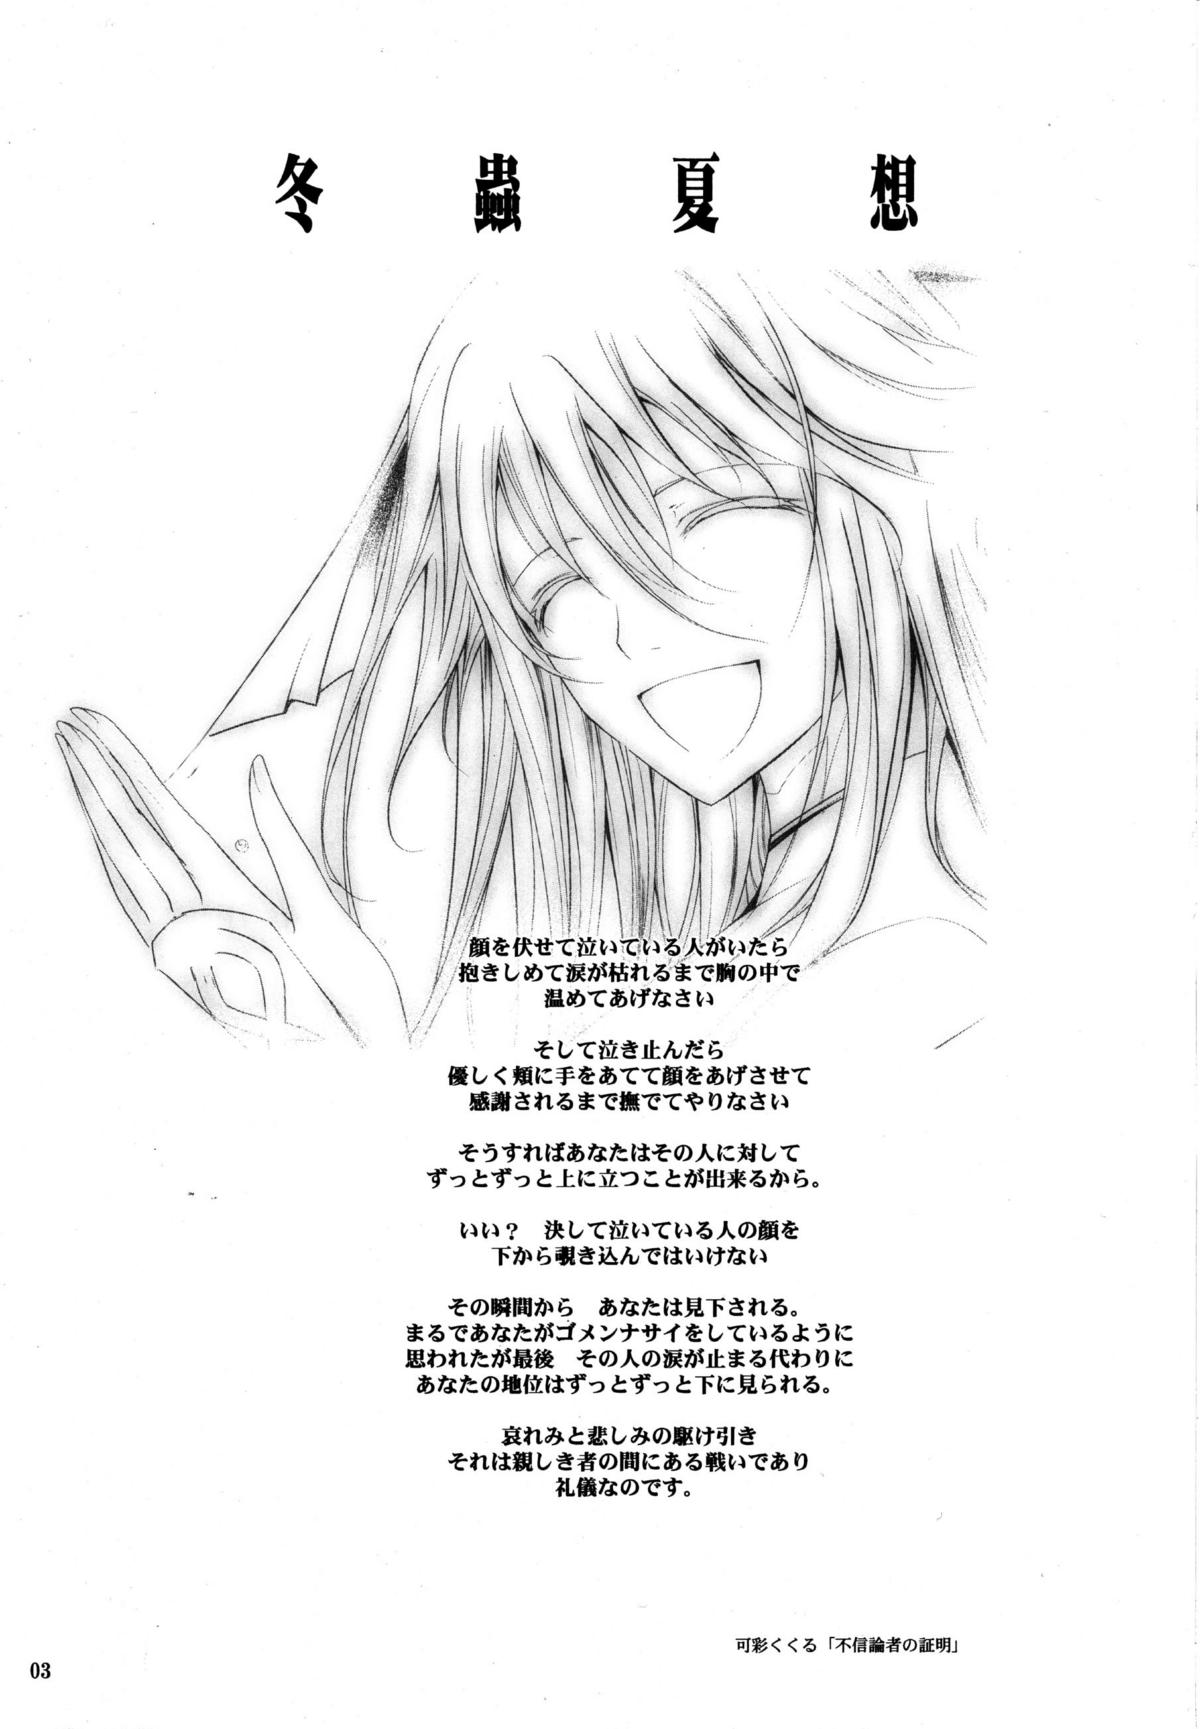 冬蟲夏想
顔を伏せて泣いている人がいたら
抱きしめて涙が枯れるまで胸の中で
温めてあげなさい
そして泣き止んだら
優しく頬に手をあてて顔をあげさせて
感謝されるまで撫でてやりなさい
そうすればあなたはその人に対して
ずっとずっと上に立つことが出来るから。
いい？　決して泣いている人の顔を
下から覗き込んではいけない
その瞬間から　あなたは見下される。
まるであなたがゴメンナサイをしているように
思われたが最後　その人の涙が止まる代わりに
あなたの地位はずっとずっと下に見られる。
哀れみと悲しみの駆け引き
それは親しき者の間にある戦いであり
礼儀なのです。
可彩くくる「不信論者の証明」
03